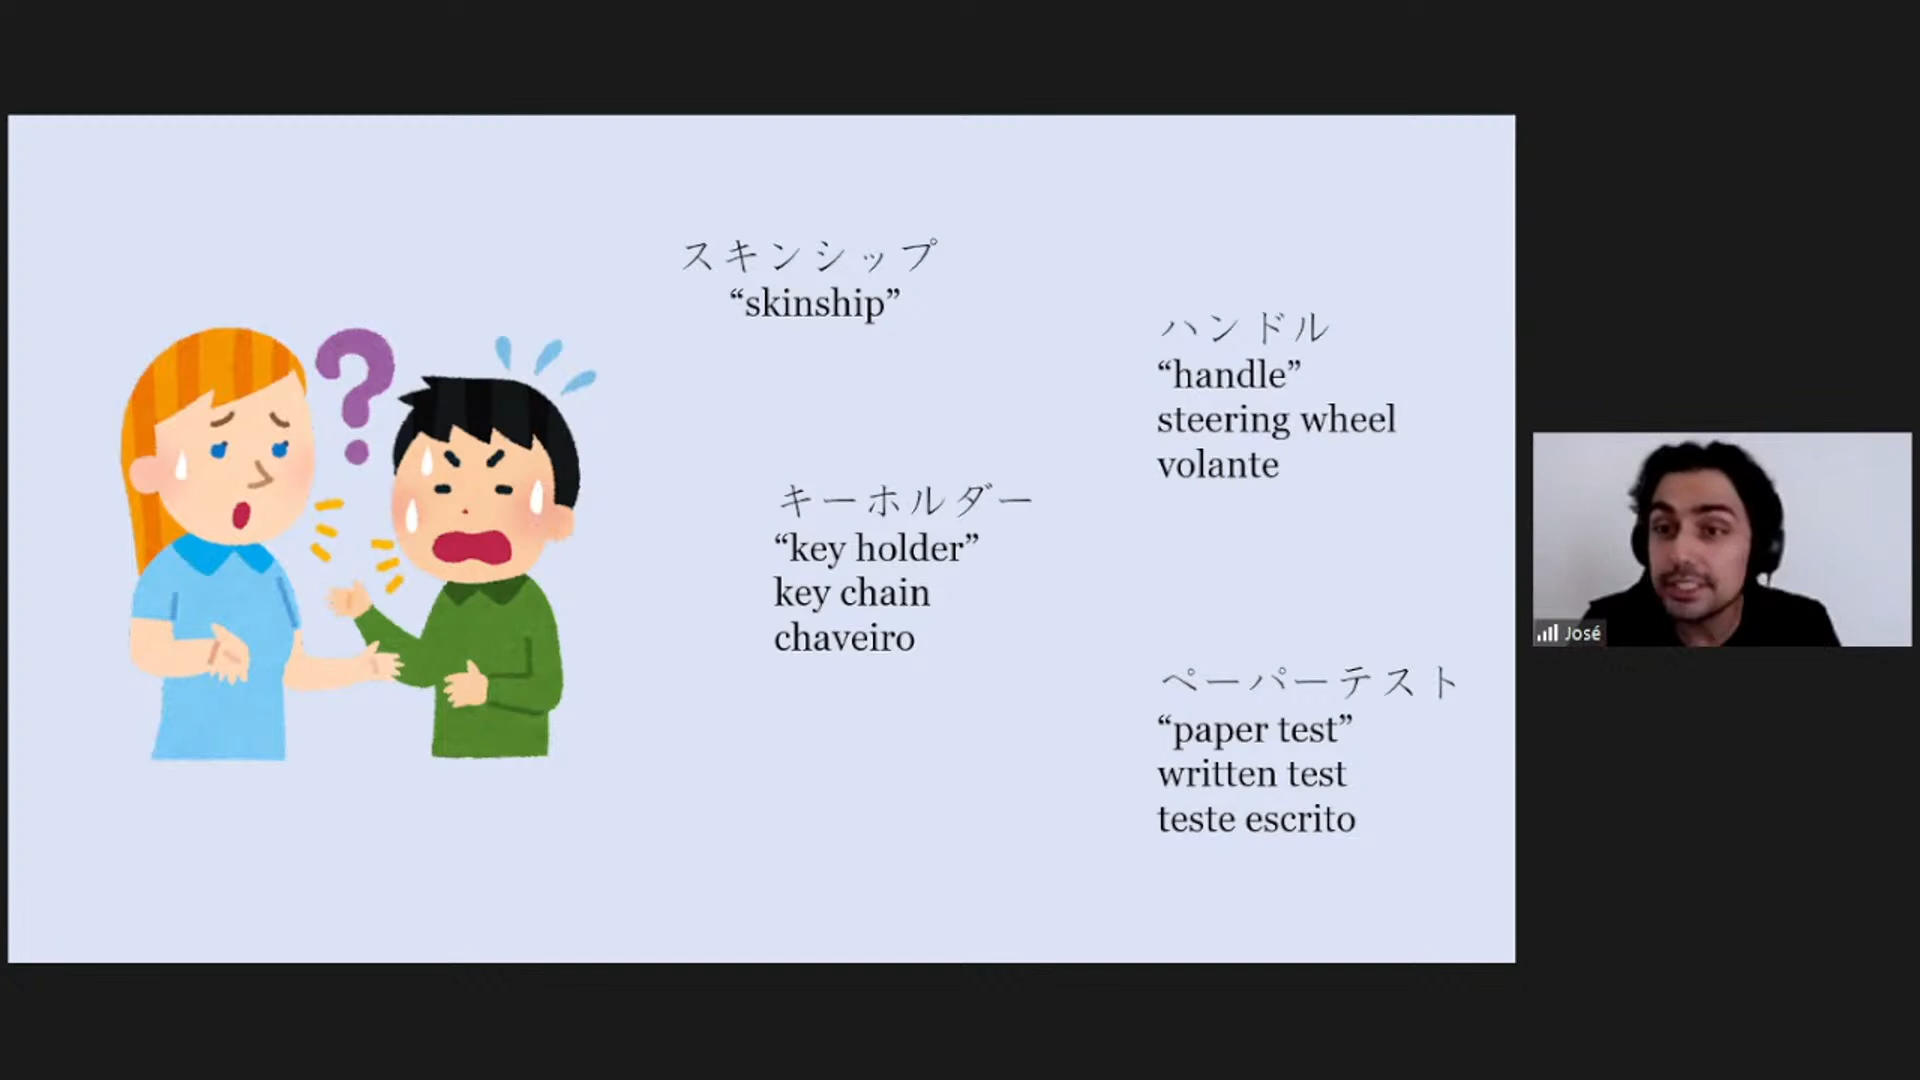 スキンシップ
“skinship”
ハンドル
“handle”
steering wheel
volante
キーホルダー
“key holder”
key chain
chaveiro
ペーパーテスト
“paper test”
written test
teste escrito
José